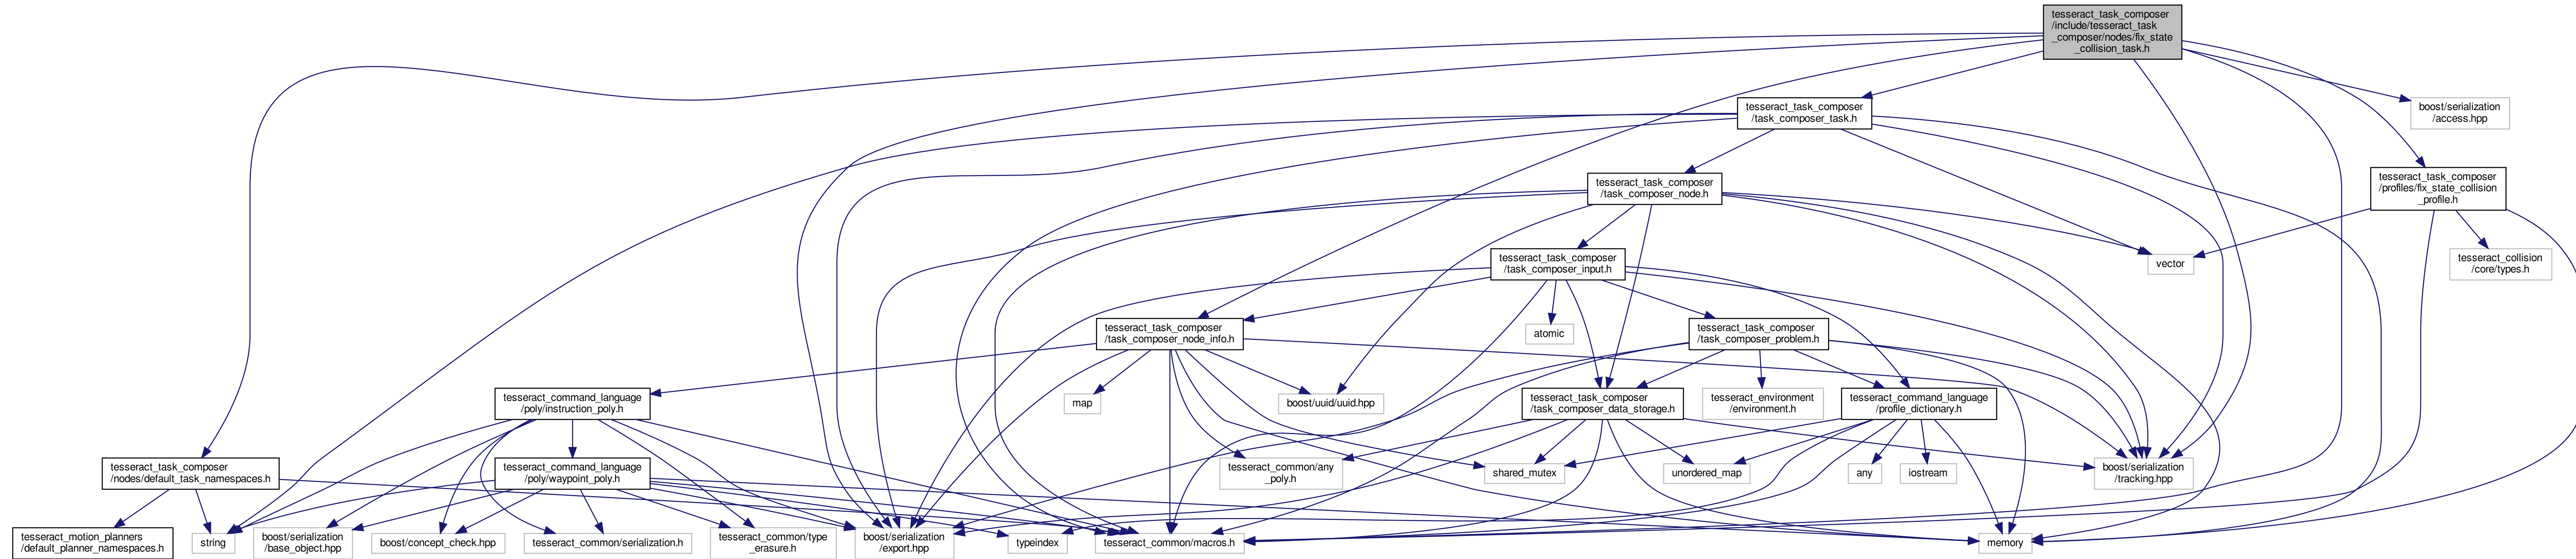 tesseract_task_composer
/include/tesseract_task
_composer/nodes/fix_state
_collision_task.h
tesseract_task_composer
/task_composer_task.h
boost/serialization
/access.hpp
tesseract_task_composer
/task_composer_node.h
tesseract_task_composer
/profiles/fix_state_collision
_profile.h
tesseract_task_composer
/task_composer_input.h
vector
tesseract_collision
/core/types.h
tesseract_task_composer
/task_composer_node_info.h
atomic
tesseract_task_composer
/task_composer_problem.h
tesseract_command_language
/poly/instruction_poly.h
map
boost/uuid/uuid.hpp
tesseract_task_composer
/task_composer_data_storage.h
tesseract_environment
/environment.h
tesseract_command_language
/profile_dictionary.h
tesseract_task_composer
/nodes/default_task_namespaces.h
tesseract_command_language
/poly/waypoint_poly.h
tesseract_common/any
_poly.h
shared_mutex
unordered_map
any
iostream
boost/serialization
/tracking.hpp
tesseract_motion_planners
/default_planner_namespaces.h
string
boost/serialization
/base_object.hpp
boost/concept_check.hpp
tesseract_common/serialization.h
tesseract_common/type
_erasure.h
boost/serialization
/export.hpp
typeindex
tesseract_common/macros.h
memory